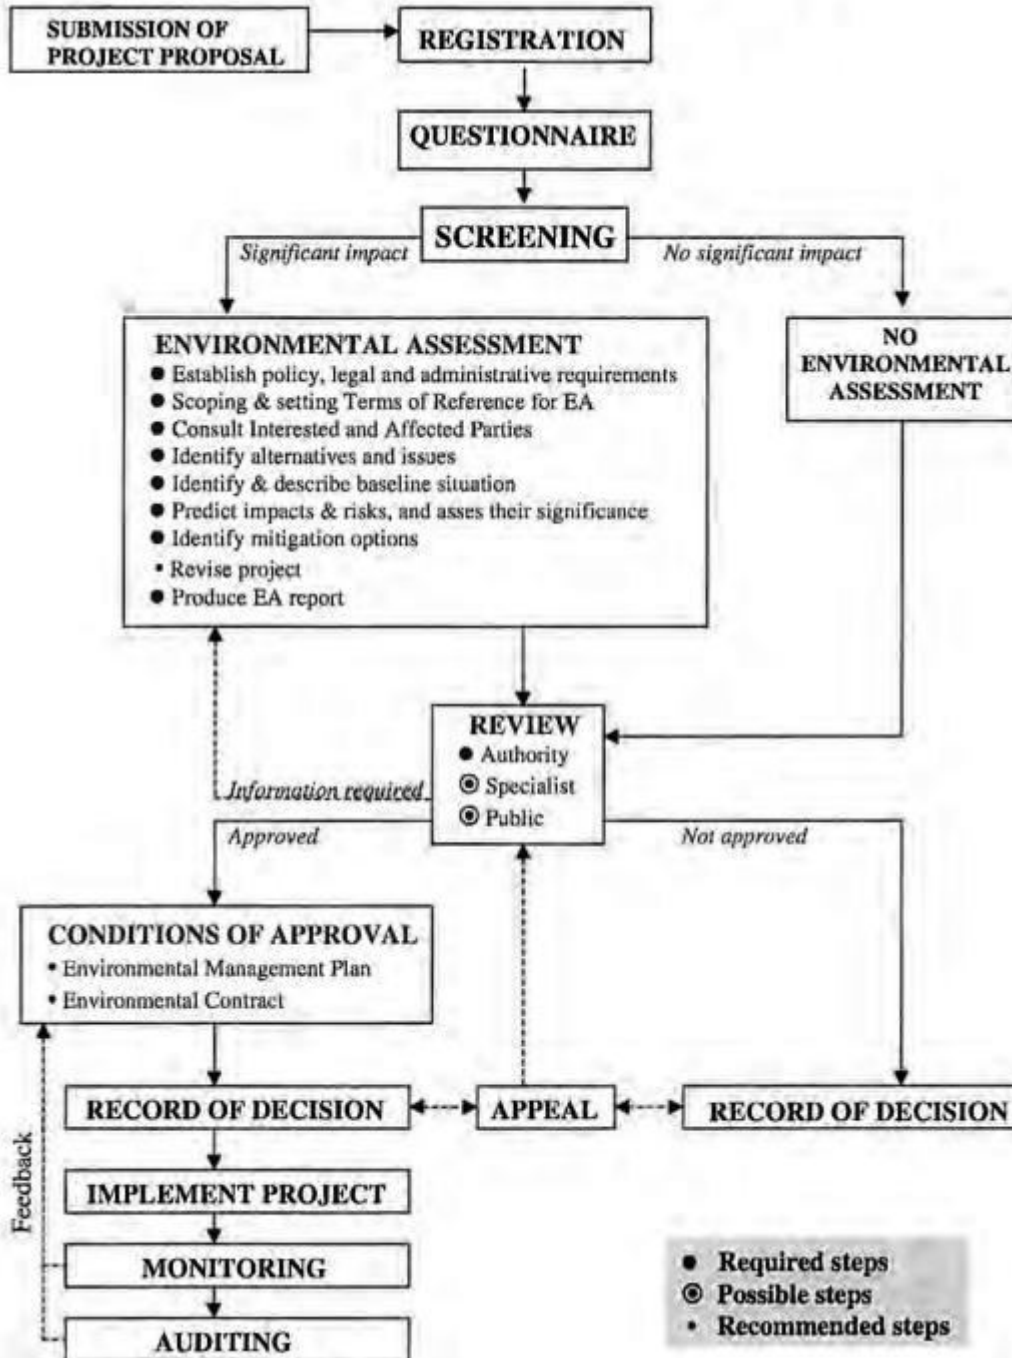 SUBMISSION OF
PROJECT PROPOSAL
REGISTRATION
QUESTIONNAIRE
SCREENING
Significant impact
No significant impact
ENVIRONMENTAL ASSESSMENT
● Establish policy, legal and administrative requirements
● Scoping & setting Terms of Reference for EA
● Consult Interested and Affected Parties
● Identify alternatives and issues
● Identify & describe baseline situation
● Predict impacts & risks, and asses their significance
● Identify mitigation options
• Revise project
● Produce EA report
NO
ENVIRONMENTAL
ASSESSMENT
REVIEW
● Authority
◉ Specialist
◉ Public
Information required
Approved
Not approved
CONDITIONS OF APPROVAL
• Environmental Management Plan
• Environmental Contract
RECORD OF DECISION
APPEAL
RECORD OF DECISION
IMPLEMENT PROJECT
MONITORING
AUDITING
Feedback
● Required steps
◉ Possible steps
• Recommended steps